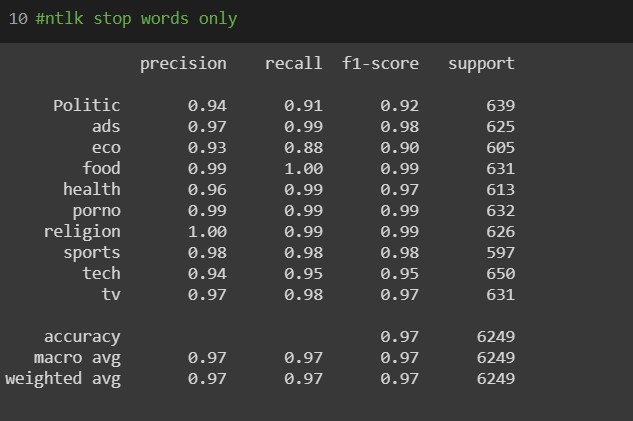 10 #ntlk stop words only
precision recall f1-score support
Politic 0.94 0.91 0.92 639
ads 0.97 0.99 0.98 625
eco 0.93 0.88 0.90 605
food 0.99 1.00 0.99 631
health 0.96 0.99 0.97 613
porno 0.99 0.99 0.99 632
religion 1.00 0.99 0.99 626
sports 0.98 0.98 0.98 597
tech 0.94 0.95 0.95 650
tv 0.97 0.98 0.97 631
accuracy 0.97 6249
macro avg 0.97 0.97 0.97 6249
weighted avg 0.97 0.97 0.97 6249